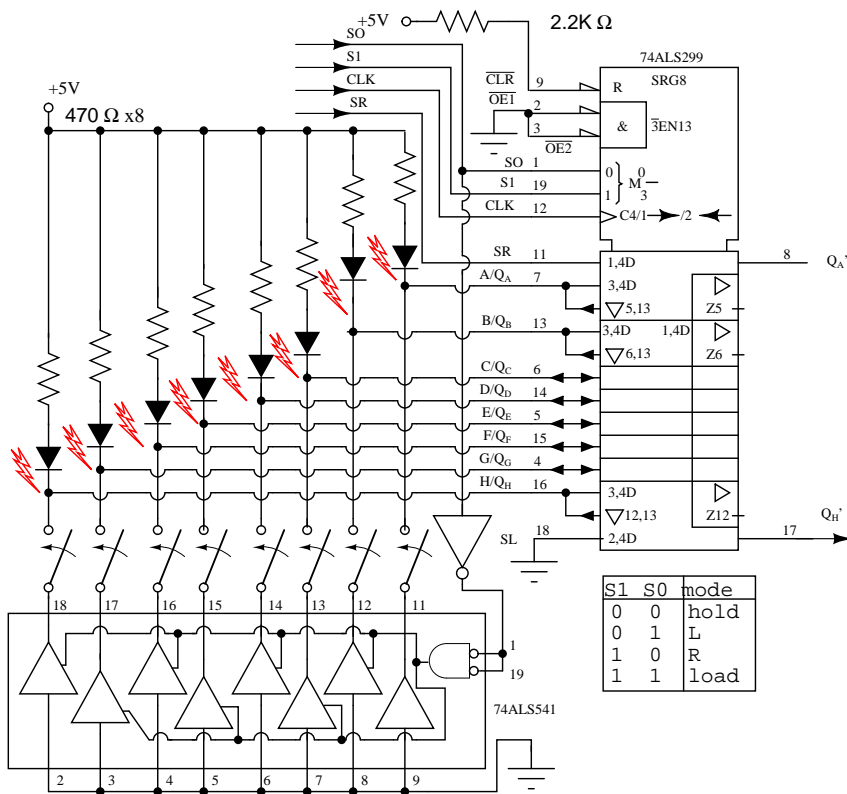 +5V
2.2K Ω
SO
S1
CLK
SR
+5V
470 Ω x8
74ALS299
SRG8
CLR
9
R
OE1
2
&
3EN13
3
OE2
SO
1
0
M
0
3
S1
19
1
CLK
12
C4/1
/2
SR
11
1,4D
8
QA'
A/QA
7
3,4D
5,13
Z5
B/QB
13
3,4D
1,4D
6,13
Z6
C/QC
6
D/QD
14
E/QE
5
F/QF
15
G/QG
4
H/QH
16
3,4D
12,13
Z12
SL
18
2,4D
17
QH'
18
17
16
15
14
13
12
11
1
19
74ALS541
2
3
4
5
6
7
8
9
S1 S0 mode
0 0 hold
0 1 L
1 0 R
1 1 load